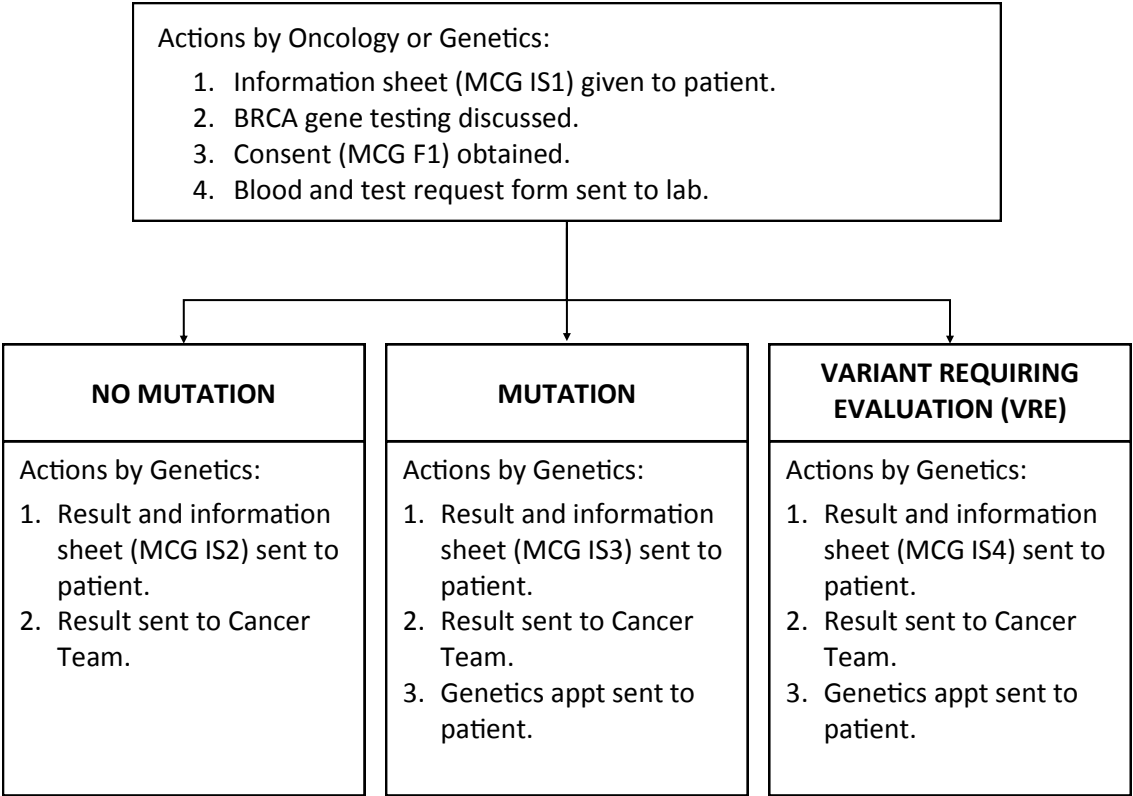 Actions by Oncology or Genetics:
1. Information sheet (MCG IS1) given to patient.
2. BRCA gene testing discussed.
3. Consent (MCG F1) obtained.
4. Blood and test request form sent to lab.
NO MUTATION
Actions by Genetics:
1. Result and information
sheet (MCG IS2) sent to
patient.
2. Result sent to Cancer
Team.
MUTATION
Actions by Genetics:
1. Result and information
sheet (MCG IS3) sent to
patient.
2. Result sent to Cancer
Team.
3. Genetics appt sent to
patient.
VARIANT REQUIRING
EVALUATION (VRE)
Actions by Genetics:
1. Result and information
sheet (MCG IS4) sent to
patient.
2. Result sent to Cancer
Team.
3. Genetics appt sent to
patient.